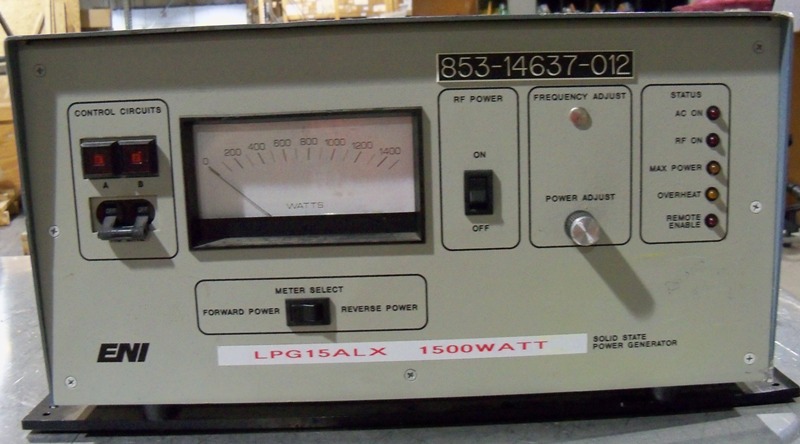 853-14637-012
CONTROL CIRCUITS
A B
0 200 400 600 800 1000 1200 1400
WATTS
RF POWER
ON
OFF
FREQUENCY ADJUST
POWER ADJUST
STATUS
AC ON
RF ON
MAX POWER
OVERHEAT
REMOTE
ENABLE
METER SELECT
FORWARD POWER REVERSE POWER
ENI
LPG15ALX 1500WATT
SOLID STATE
POWER GENERATOR